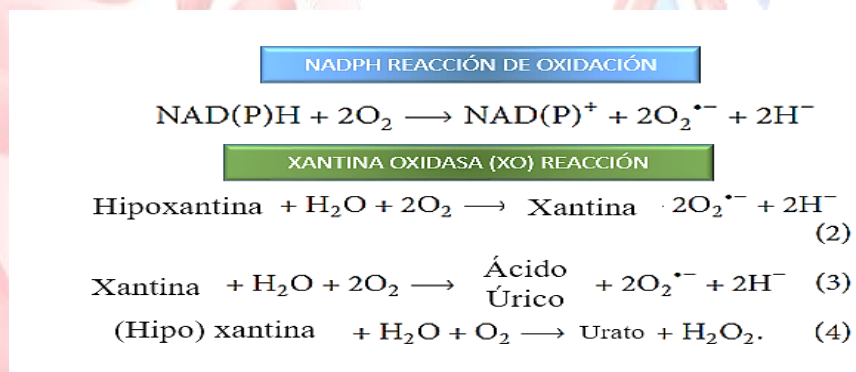 NADPH REACCIÓN DE OXIDACIÓN
NAD(P)H + 2O₂ ⟶ NAD(P)⁺ + 2O₂•⁻ + 2H⁻
XANTINA OXIDASA (XO) REACCIÓN
Hipoxantina + H₂O + 2O₂ ⟶ Xantina · 2O₂•⁻ + 2H⁻
(2)
Xantina + H₂O + 2O₂ ⟶ Ácido Úrico + 2O₂•⁻ + 2H⁻ (3)
(Hipo) xantina + H₂O + O₂ ⟶ Urato + H₂O₂. (4)